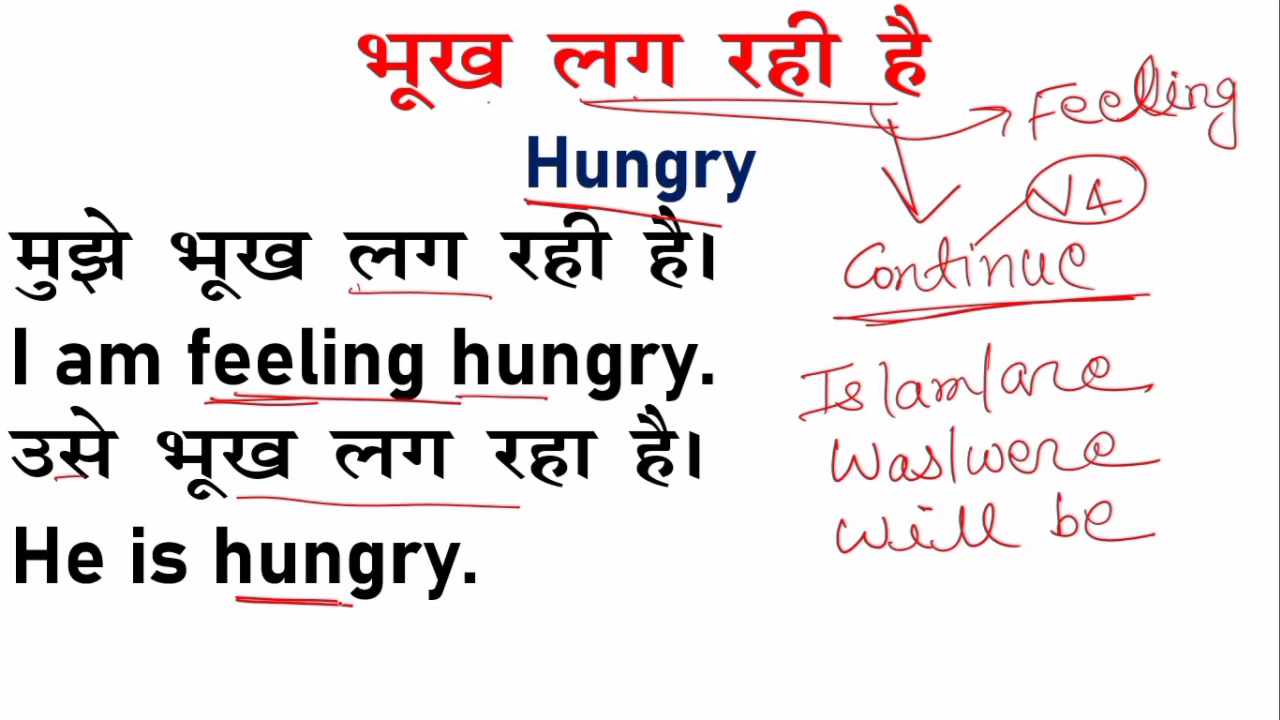 भूख लग रही है
Feeling
Hungry
V4
मुझे भूख लग रही है।
Continue
I am feeling hungry.
Is/am/are
उसे भूख लग रहा है।
Was/were
Will be
He is hungry.